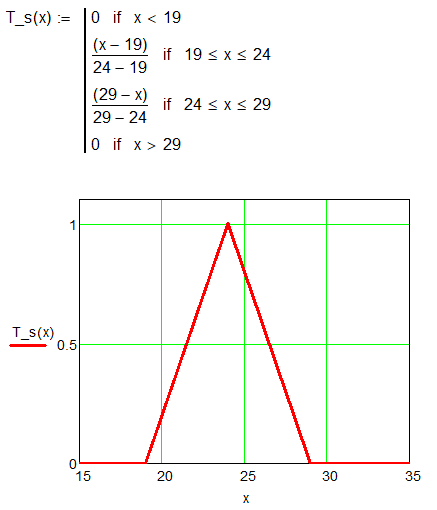 T_s(x) := 0 if x < 19
(x – 19)
24 – 19
if 19 ≤ x ≤ 24
(29 – x)
29 – 24
if 24 ≤ x ≤ 29
0 if x > 29
1
T_s(x)
0.5
0
15 20 25 30 35
x